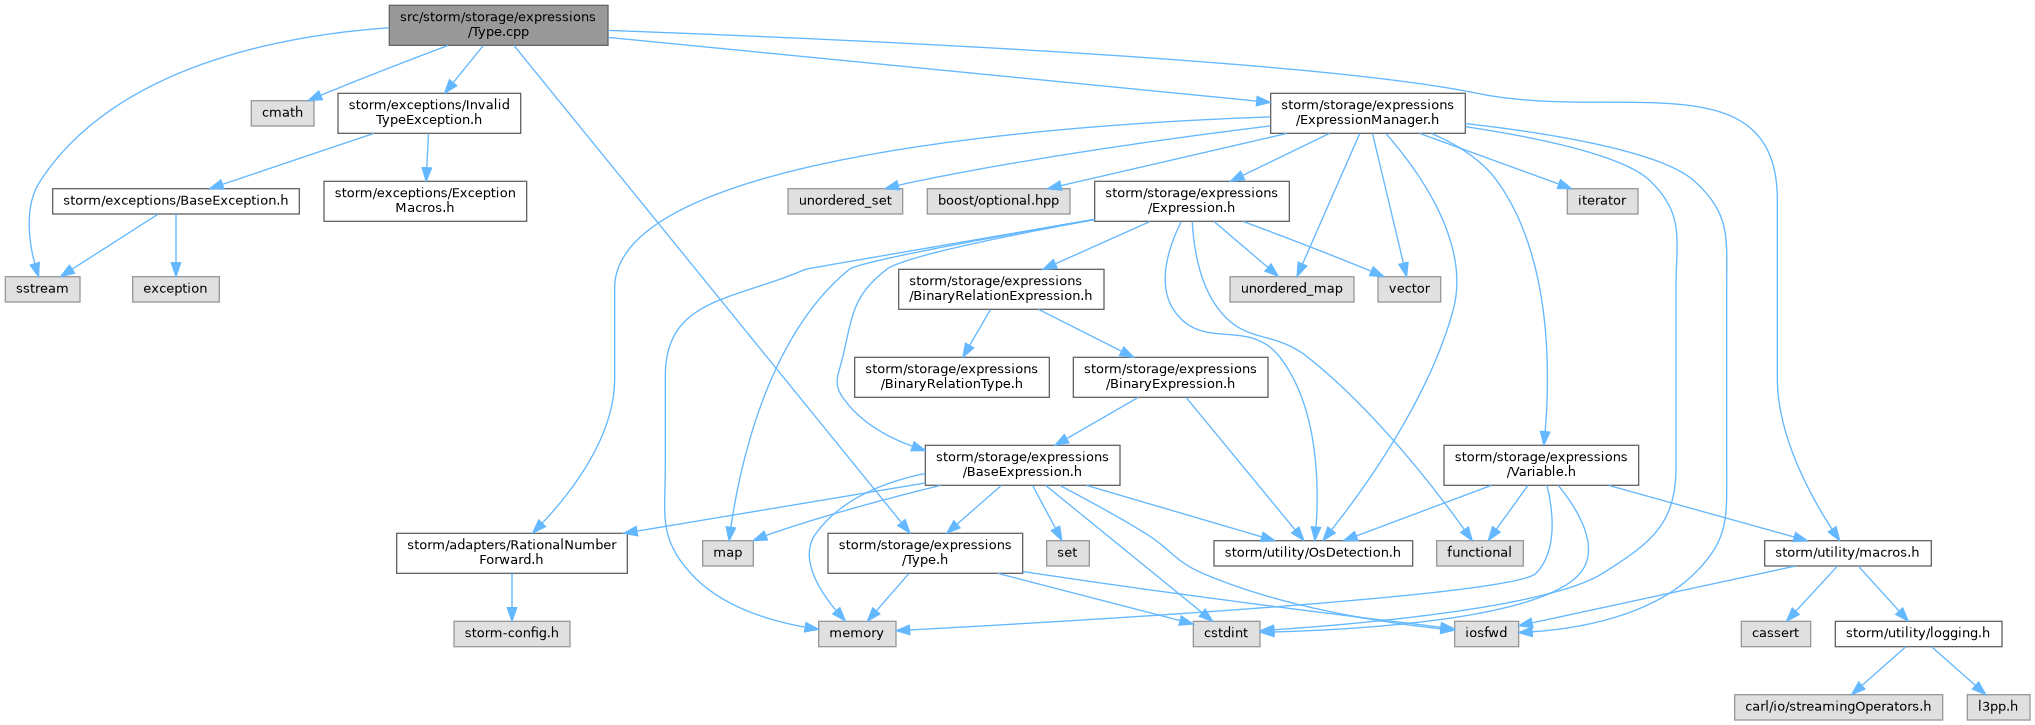 src/storm/storage/expressions
/Type.cpp
cmath
storm/exceptions/Invalid
TypeException.h
storm/storage/expressions
/ExpressionManager.h
storm/exceptions/BaseException.h
storm/exceptions/Exception
Macros.h
unordered_set
boost/optional.hpp
storm/storage/expressions
/Expression.h
iterator
sstream
exception
storm/storage/expressions
/BinaryRelationExpression.h
unordered_map
vector
storm/storage/expressions
/BinaryRelationType.h
storm/storage/expressions
/BinaryExpression.h
storm/storage/expressions
/BaseExpression.h
storm/storage/expressions
/Variable.h
storm/adapters/RationalNumber
Forward.h
map
storm/storage/expressions
/Type.h
set
storm/utility/OsDetection.h
functional
storm/utility/macros.h
storm-config.h
memory
cstdint
iosfwd
cassert
storm/utility/logging.h
carl/io/streamingOperators.h
l3pp.h